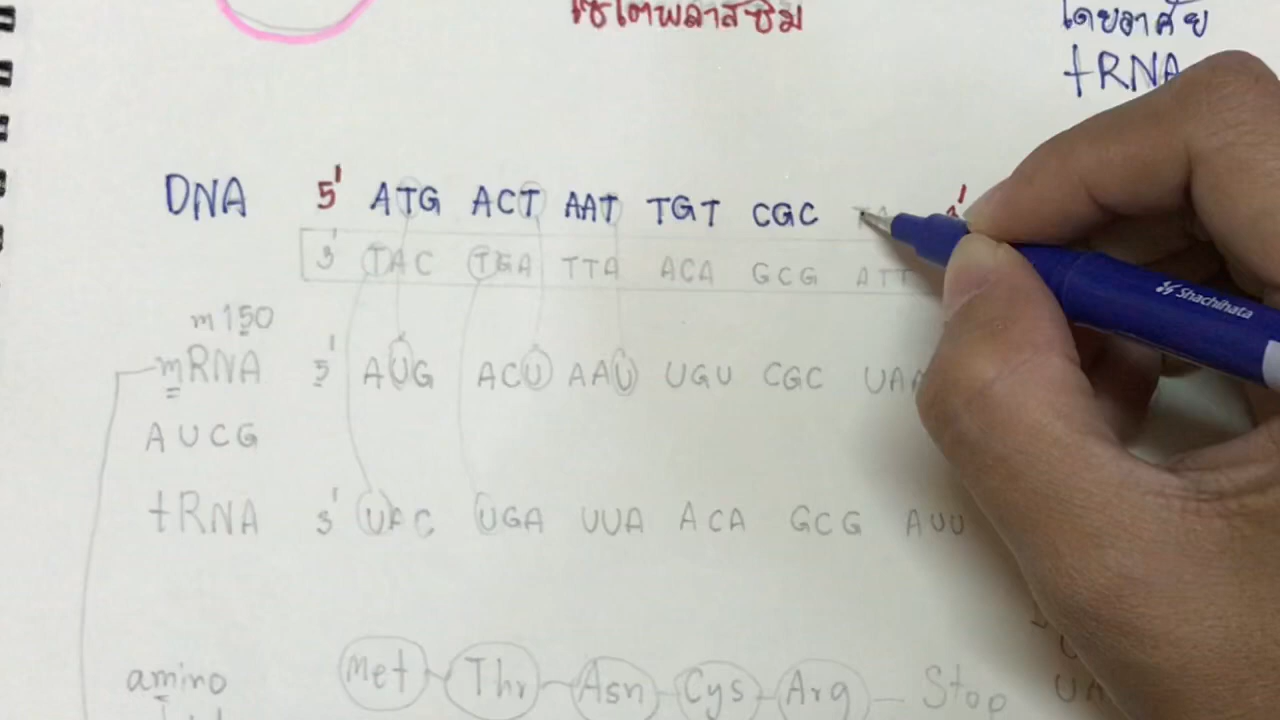 ไซโตพลาสซึม
โดยอาศัย
tRNA
DNA 5' ATG ACT AAT TGT CGC
3' TAC TGA TTA ACA GCG ATT
m150
mRNA 5' AUG ACU AAU UGU CGC UAA
AUCG
tRNA 3' UAC UGA UUA ACA GCG AUU
amino Met Thr Asn Cys Arg Stop
Shachihata